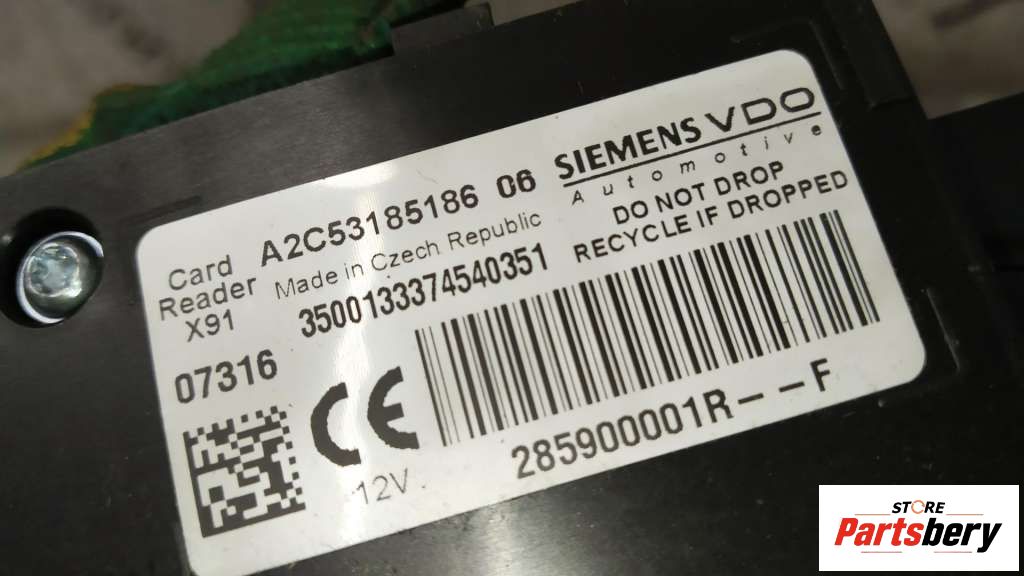 SIEMENS VDO
Automotive
DO NOT DROP
RECYCLE IF DROPPED
Card
Reader
X91
A2C53185186 06
Made in Czech Republic
3500133374540351
07316
CE
12V
285900001R--F
STORE
Partsbery